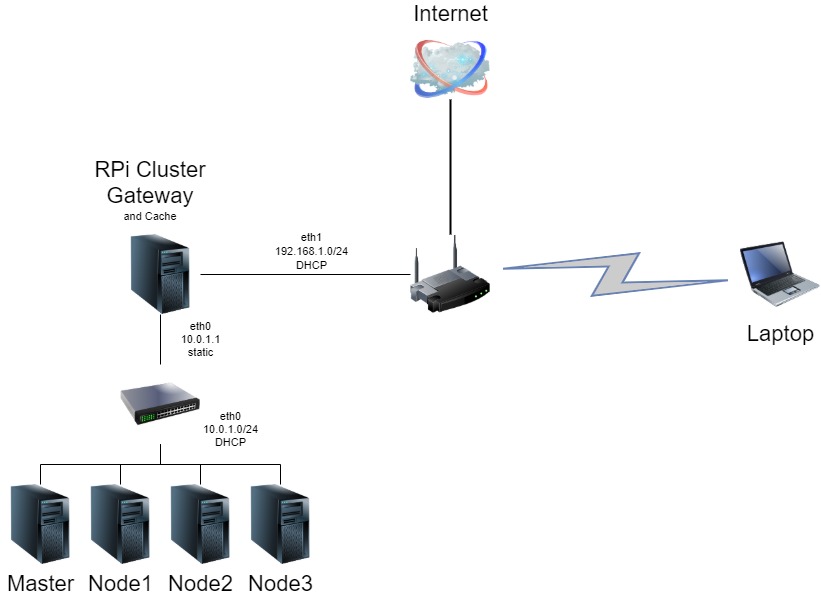 Internet
RPi Cluster
Gateway
and Cache
eth1
192.168.1.0/24
DHCP
eth0
10.0.1.1
static
Laptop
eth0
10.0.1.0/24
DHCP
Master
Node1
Node2
Node3